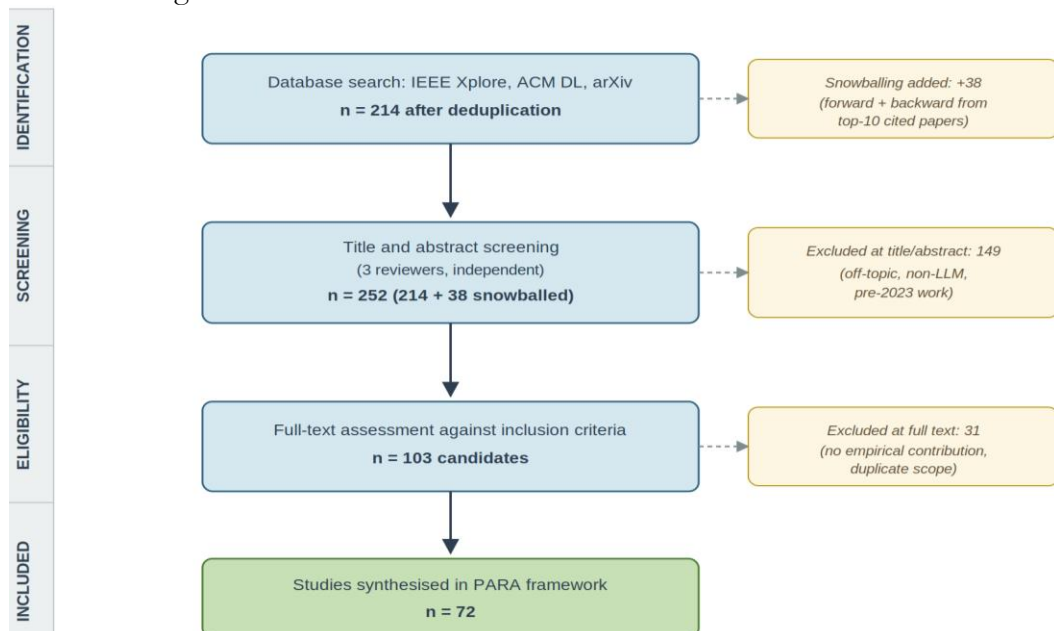 IDENTIFICATION
Database search: IEEE Xplore, ACM DL, arXiv
n = 214 after deduplication
Snowballing added: +38
(forward + backward from
top-10 cited papers)
SCREENING
Title and abstract screening
(3 reviewers, independent)
n = 252 (214 + 38 snowballed)
Excluded at title/abstract: 149
(off-topic, non-LLM,
pre-2023 work)
ELIGIBILITY
Full-text assessment against inclusion criteria
n = 103 candidates
Excluded at full text: 31
(no empirical contribution,
duplicate scope)
INCLUDED
Studies synthesised in PARA framework
n = 72